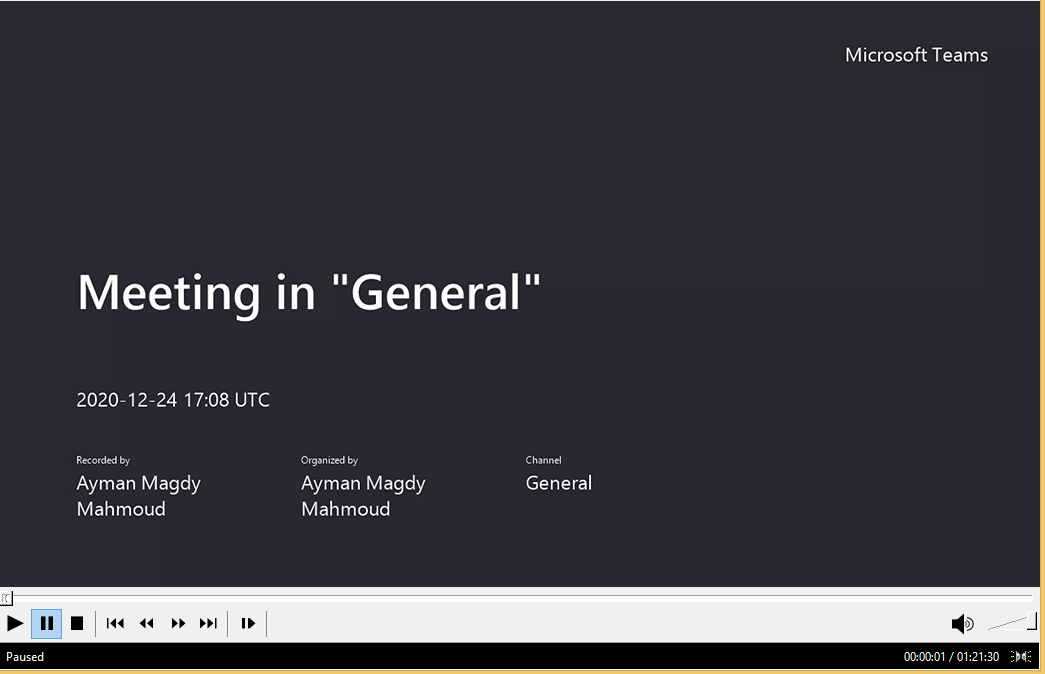 Microsoft Teams
Meeting in "General"
2020-12-24 17:08 UTC
Recorded by
Ayman Magdy
Mahmoud
Organized by
Ayman Magdy
Mahmoud
Channel
General
Paused
00:00:01 / 01:21:30